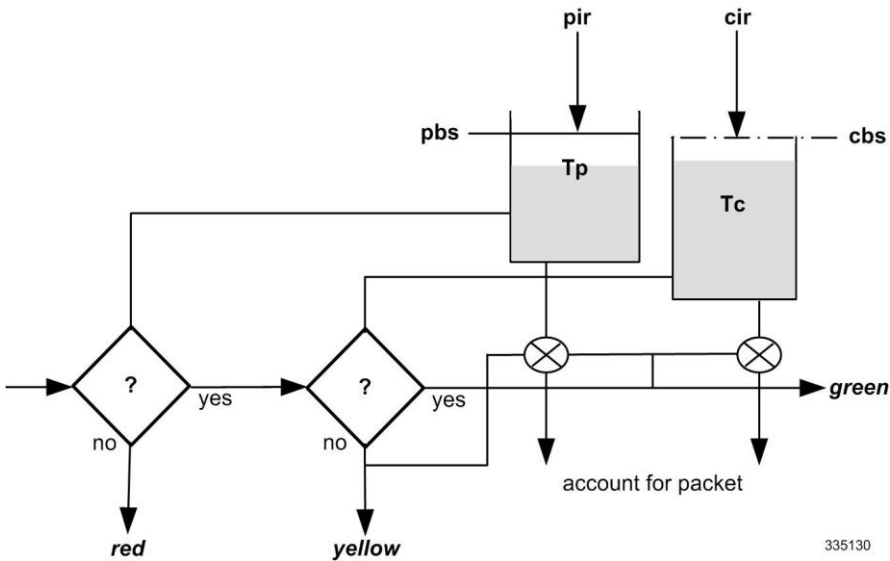 pir
cir
pbs
cbs
Tp
Tc
?
?
yes
yes
green
no
no
account for packet
red
yellow
335130